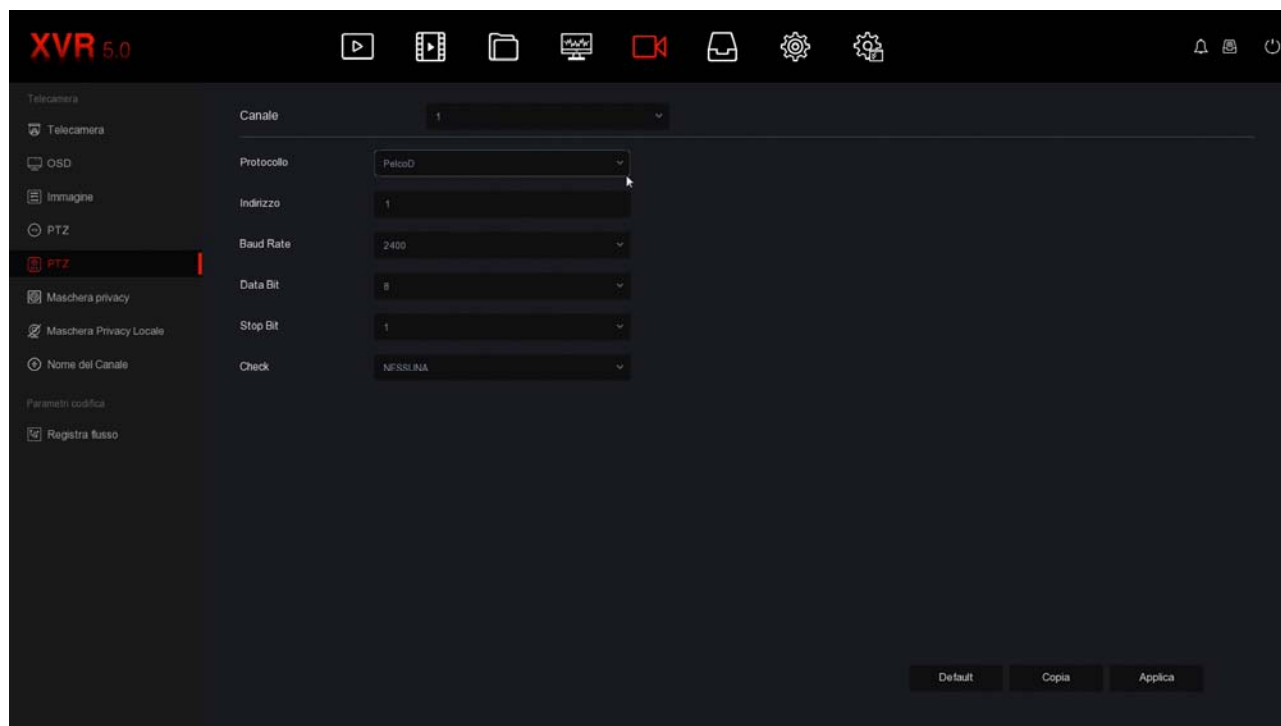 XVR 5.0
Telecamera
Telecamera
OSD
Immagine
PTZ
PTZ
Maschera privacy
Maschera Privacy Locale
Nome del Canale
Parametri codifica
Registra flusso
Canale 1
Protocollo PelcoD
Indirizzo 1
Baud Rate 2400
Data Bit 8
Stop Bit 1
Check NESSUNA
Default Copia Applica